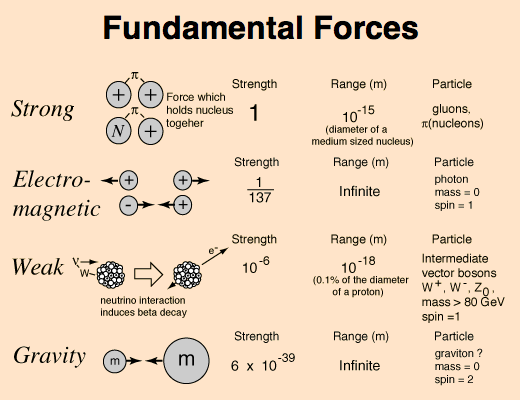 Fundamental Forces
Strong
π
+ +
π
N +
Force which
holds nucleus
togeher
Strength
1
Range (m)
10^-15
(diameter of a
medium sized nucleus)
Particle
gluons,
π(nucleons)
Electro-
magnetic
+ +
- +
Strength
1
137
Range (m)
Infinite
Particle
photon
mass = 0
spin = 1
Weak
ν
W
e-
neutrino interaction
induces beta decay
Strength
10^-6
Range (m)
10^-18
(0.1% of the diameter
of a proton)
Particle
Intermediate
vector bosons
W+, W-, Z0,
mass > 80 GeV
spin =1
Gravity
m m
Strength
6 x 10^-39
Range (m)
Infinite
Particle
graviton ?
mass = 0
spin = 2